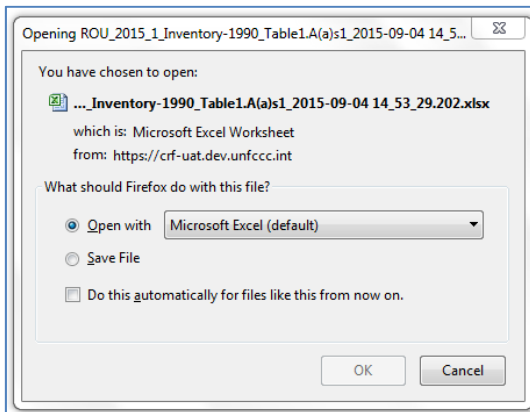 Opening ROU_2015_1_Inventory-1990_Table1.A(a)s1_2015-09-04 14_5...
You have chosen to open:
..._Inventory-1990_Table1.A(a)s1_2015-09-04 14_53_29.202.xlsx
which is: Microsoft Excel Worksheet
from: https://crf-uat.dev.unfccc.int
What should Firefox do with this file?
Open with Microsoft Excel (default)
Save File
Do this automatically for files like this from now on.
OK Cancel